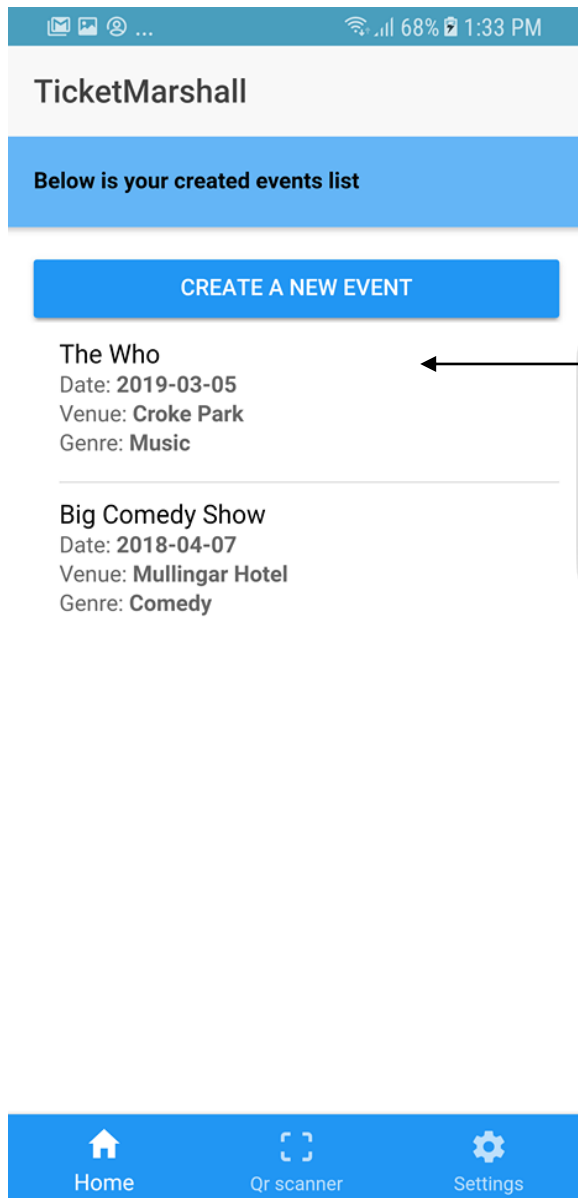 ... 68% 1:33 PM
TicketMarshall
Below is your created events list
CREATE A NEW EVENT
The Who
Date: 2019-03-05
Venue: Croke Park
Genre: Music
Big Comedy Show
Date: 2018-04-07
Venue: Mullingar Hotel
Genre: Comedy
Home Qr scanner Settings